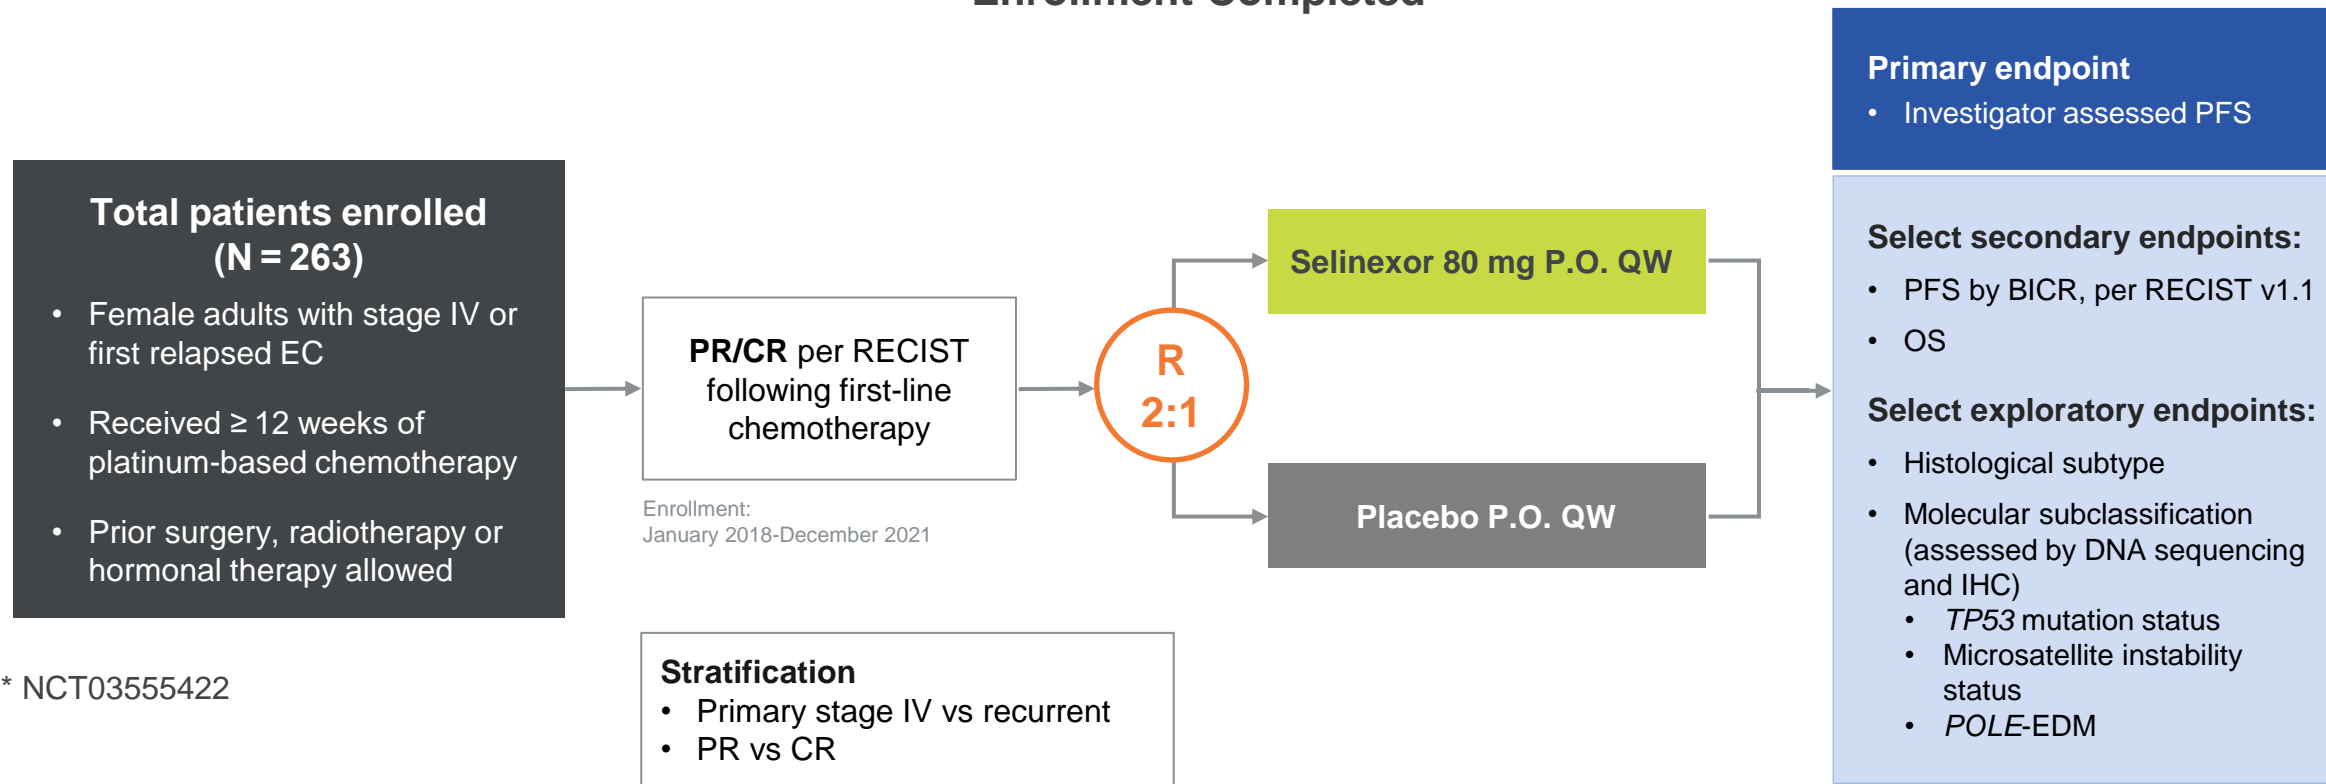 Enrollment Completed
Total patients enrolled
(N = 263)
• Female adults with stage IV or
first relapsed EC
• Received ≥ 12 weeks of
platinum-based chemotherapy
• Prior surgery, radiotherapy or
hormonal therapy allowed
* NCT03555422
PR/CR per RECIST
following first-line
chemotherapy
Enrollment:
January 2018-December 2021
Stratification
• Primary stage IV vs recurrent
• PR vs CR
R
2:1
Selinexor 80 mg P.O. QW
Placebo P.O. QW
Primary endpoint
• Investigator assessed PFS
Select secondary endpoints:
• PFS by BICR, per RECIST v1.1
• OS
Select exploratory endpoints:
• Histological subtype
• Molecular subclassification
(assessed by DNA sequencing
and IHC)
• TP53 mutation status
• Microsatellite instability
status
• POLE-EDM